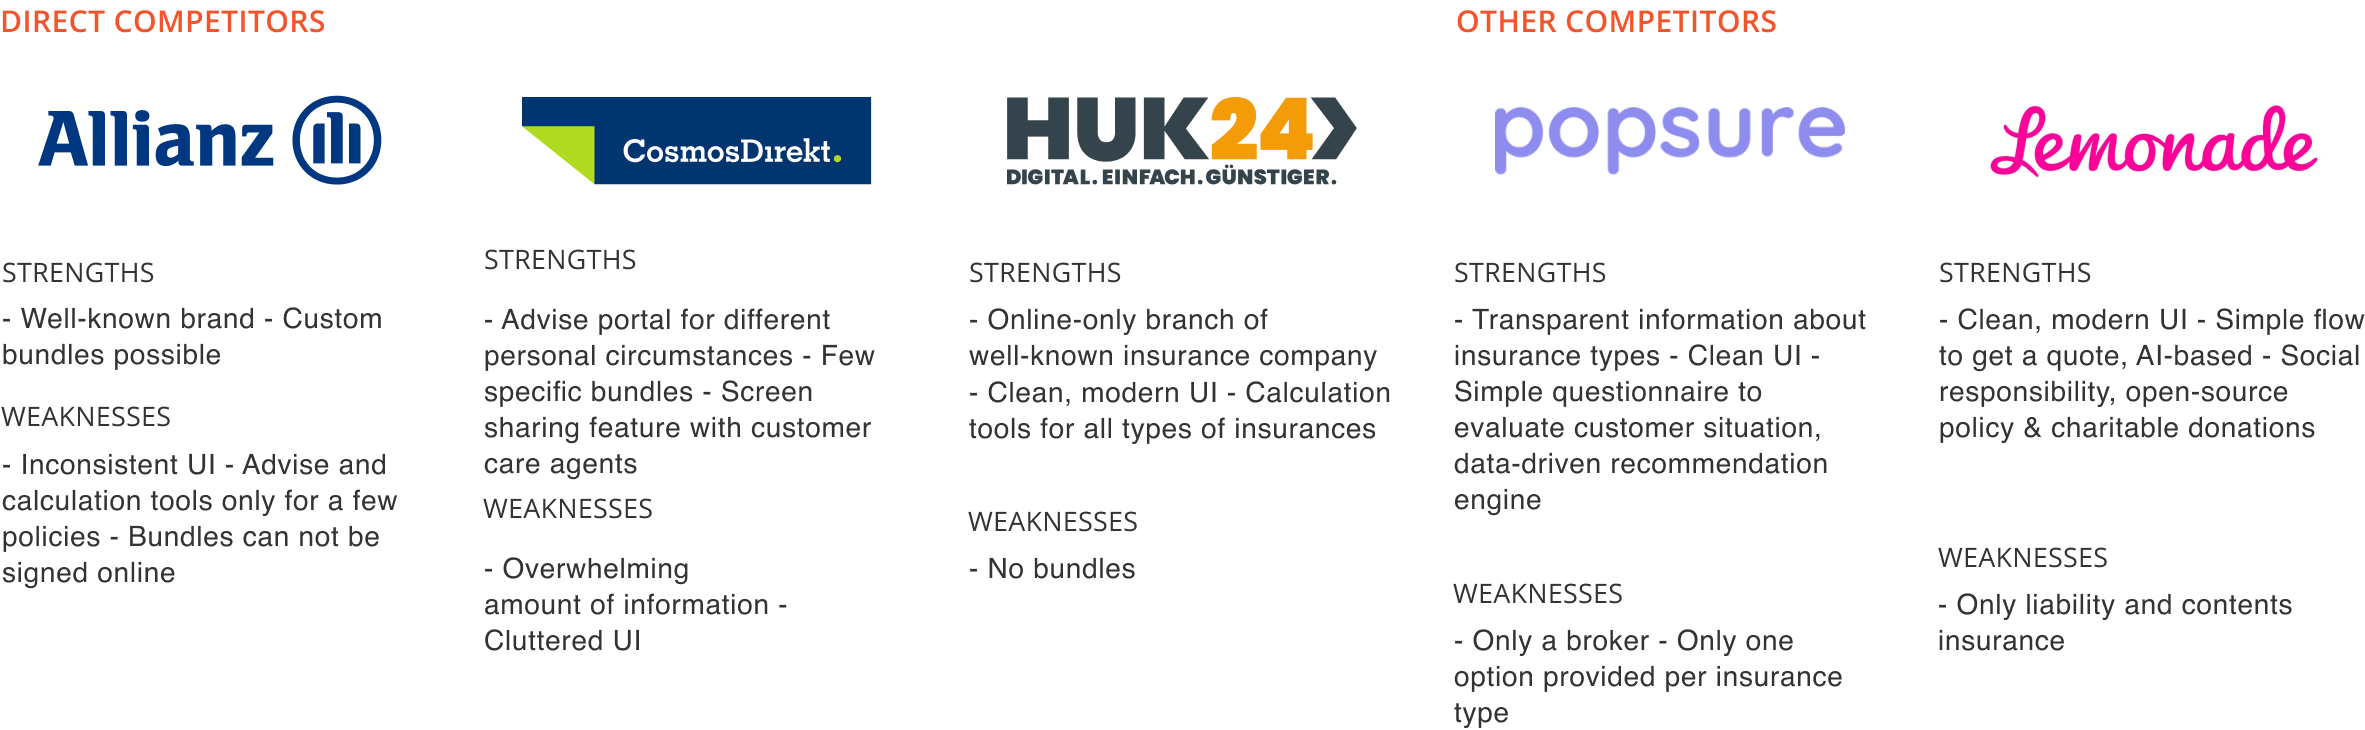 DIRECT COMPETITORS
OTHER COMPETITORS
Allianz
CosmosDirekt.
HUK24
DIGITAL. EINFACH. GÜNSTIGER.
popsure
Lemonade
STRENGTHS
- Well-known brand - Custom
bundles possible
WEAKNESSES
- Inconsistent UI - Advise and
calculation tools only for a few
policies - Bundles can not be
signed online
STRENGTHS
- Advise portal for different
personal circumstances - Few
specific bundles - Screen
sharing feature with customer
care agents
WEAKNESSES
- Overwhelming
amount of information -
Cluttered UI
STRENGTHS
- Online-only branch of
well-known insurance company
- Clean, modern UI - Calculation
tools for all types of insurances
WEAKNESSES
- No bundles
STRENGTHS
- Transparent information about
insurance types - Clean UI -
Simple questionnaire to
evaluate customer situation,
data-driven recommendation
engine
WEAKNESSES
- Only a broker - Only one
option provided per insurance
type
STRENGTHS
- Clean, modern UI - Simple flow
to get a quote, AI-based - Social
responsibility, open-source
policy & charitable donations
WEAKNESSES
- Only liability and contents
insurance